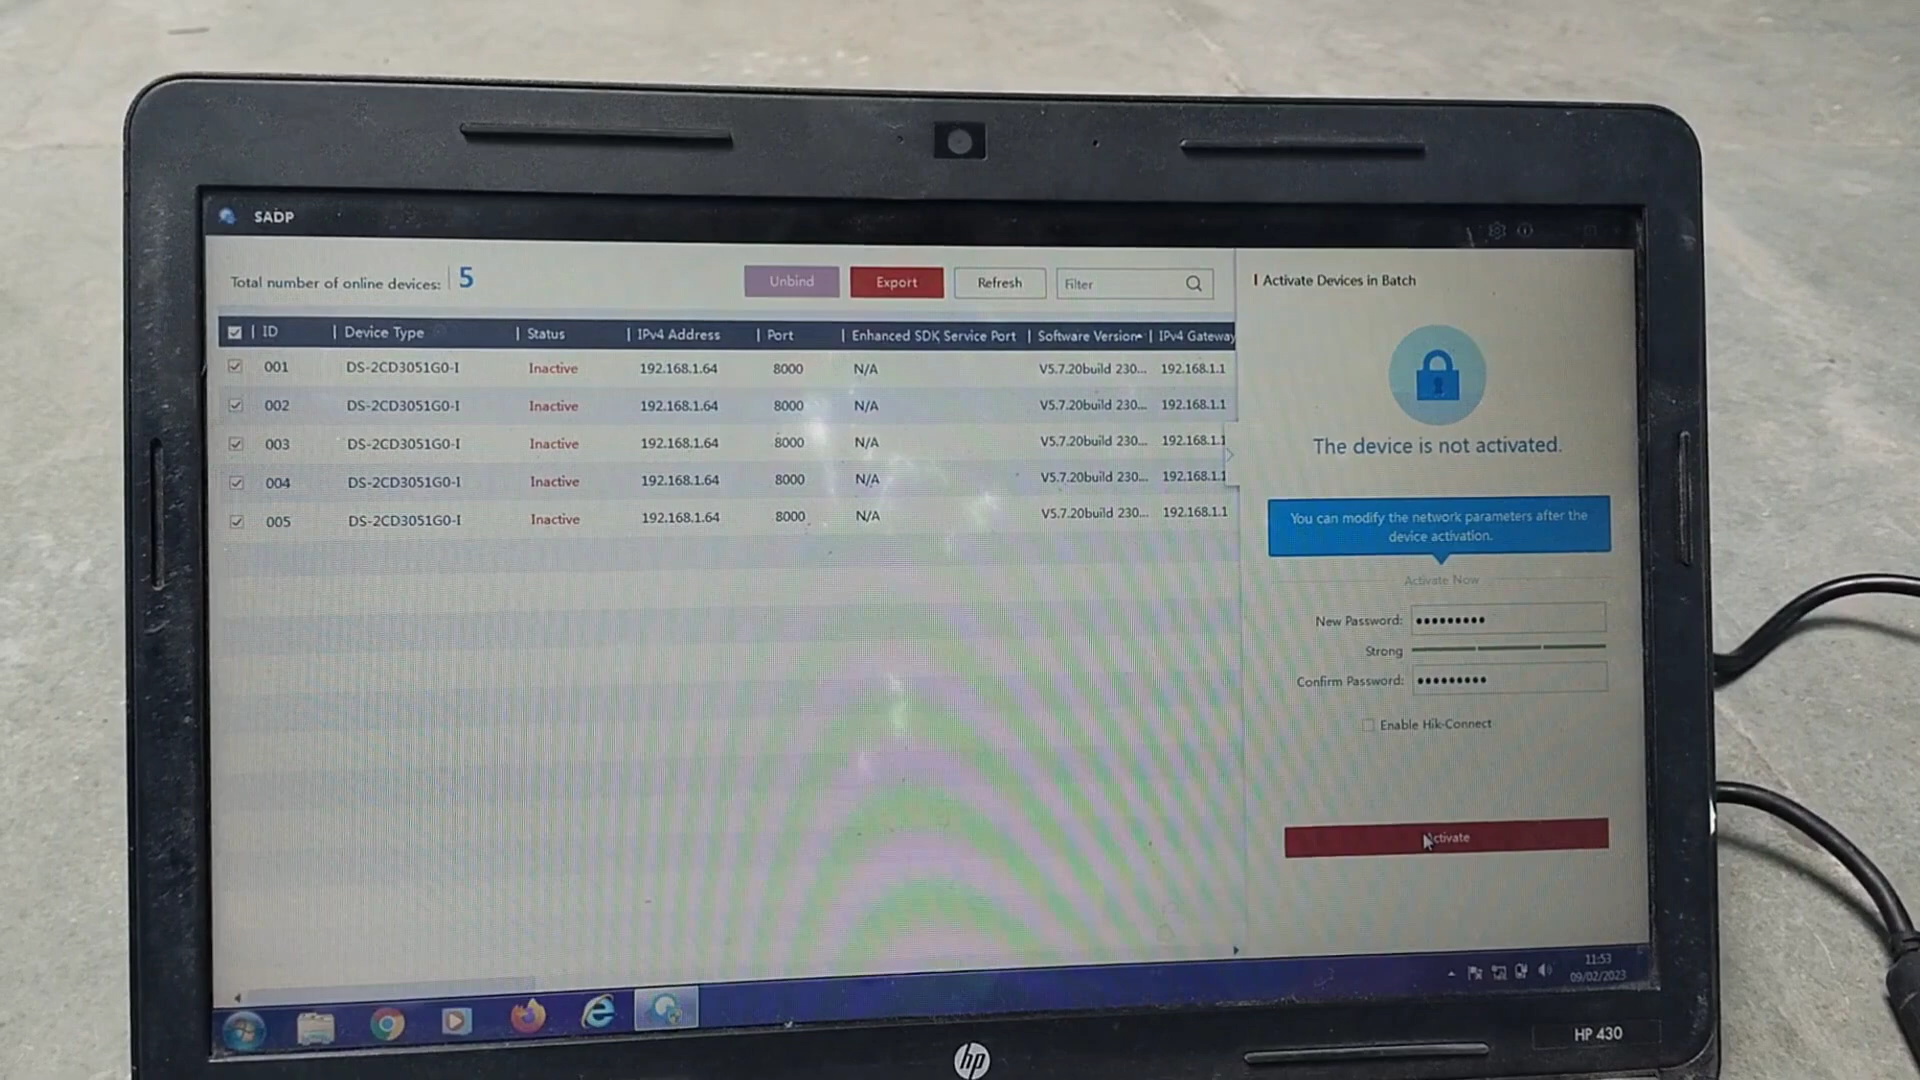 SADP
Total number of online devices: 5
Unbind
Export
Refresh
Filter
ID Device Type Status IPv4 Address Port Enhanced SDK Service Port Software Version IPv4 Gateway
001 DS-2CD3051G0-I Inactive 192.168.1.64 8000 N/A V5.7.20build 230... 192.168.1.1
002 DS-2CD3051G0-I Inactive 192.168.1.64 8000 N/A V5.7.20build 230... 192.168.1.1
003 DS-2CD3051G0-I Inactive 192.168.1.64 8000 N/A V5.7.20build 230... 192.168.1.1
004 DS-2CD3051G0-I Inactive 192.168.1.64 8000 N/A V5.7.20build 230... 192.168.1.1
005 DS-2CD3051G0-I Inactive 192.168.1.64 8000 N/A V5.7.20build 230... 192.168.1.1
Activate Devices in Batch
The device is not activated.
You can modify the network parameters after the
device activation.
Activate Now
New Password: •••••••••
Strong
Confirm Password: •••••••••
Enable Hik-Connect
Activate
11:53
09/02/2023
HP 430
hp